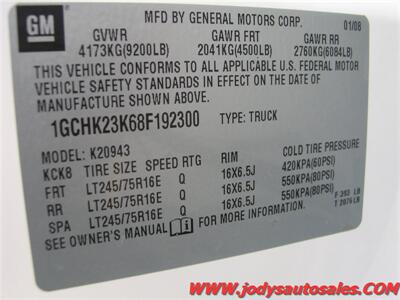 GM
MFD BY GENERAL MOTORS CORP. 01/08
GVWR GAWR FRT GAWR RR
4173KG(9200LB) 2041KG(4500LB) 2760KG(6084LB)
THIS VEHICLE CONFORMS TO ALL APPLICABLE U.S. FEDERAL MOTOR
VEHICLE SAFETY STANDARDS IN EFFECT ON THE DATE OF
MANUFACTURE SHOWN ABOVE.
1GCHK23K68F192300 TYPE: TRUCK
MODEL: K20943
KCK8 TIRE SIZE SPEED RTG RIM COLD TIRE PRESSURE
FRT LT245/75R16E Q 16X6.5J 420KPA(60PSI)
RR LT245/75R16E Q 16X6.5J 550KPA(80PSI)
SPA LT245/75R16E Q 16X6.5J 550KPA(80PSI)
SEE OWNER'S MANUAL FOR MORE INFORMATION. F 393 LB
T 2076 LB
www.jodysautosales.com